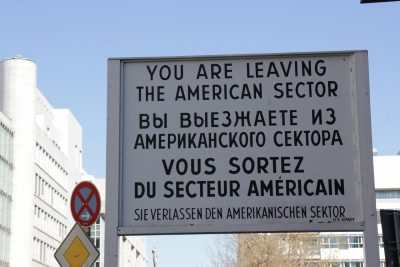 YOU ARE LEAVING
THE AMERICAN SECTOR
ВЫ ВЫЕЗЖАЕТЕ ИЗ
АМЕРИКАНСКОГО СЕКТОРА
VOUS SORTEZ
DU SECTEUR AMÉRICAIN
SIE VERLASSEN DEN AMERIKANISCHEN SEKTOR
US ARMY